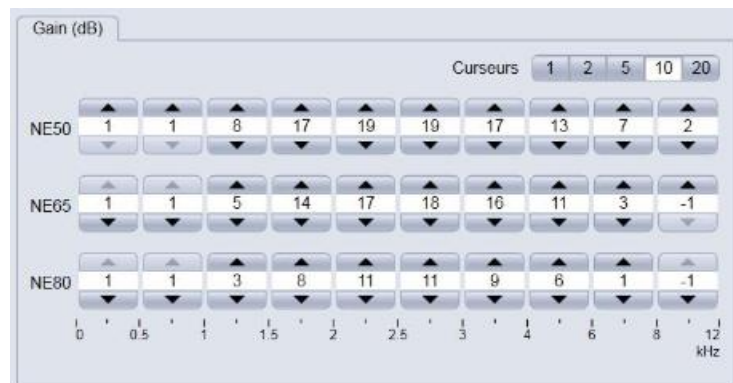 Gain (dB)
Curseurs 1 2 5 10 20
NE50 1 1 8 17 19 19 17 13 7 2
NE65 1 1 5 14 17 18 16 11 3 -1
NE80 1 1 3 8 11 11 9 6 1 -1
0 0.5 1 1.5 2 2.5 3 4 6 8 12
kHz